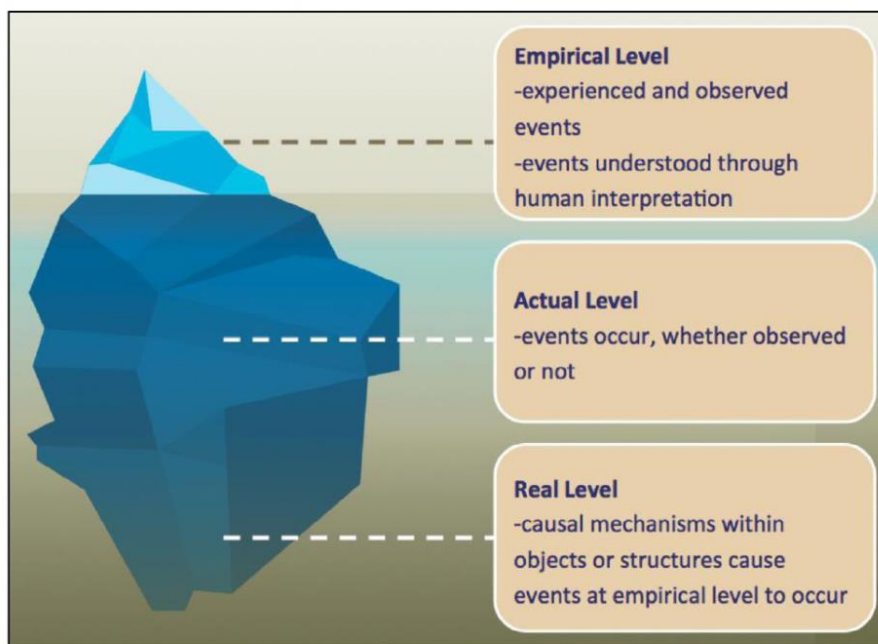 Empirical Level
-experienced and observed
events
-events understood through
human interpretation
Actual Level
-events occur, whether observed
or not
Real Level
-causal mechanisms within
objects or structures cause
events at empirical level to occur